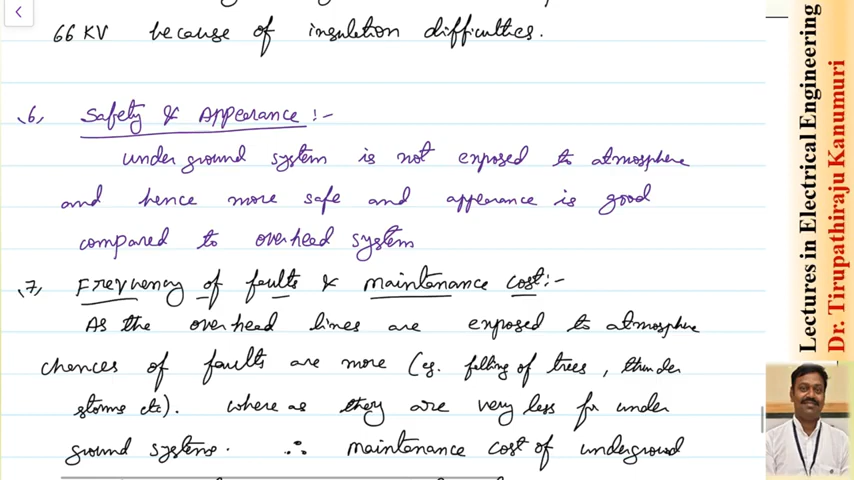 66 KV because of insulation difficulties.
6, Safety & Appearance :-
underground system is not exposed to atmosphere
and hence more safe and appearance is good
compared to overhead system
7, Frequency of faults & maintenance cost:-
As the overhead lines are exposed to atmosphere
chances of faults are more (eg. falling of trees, thunder
storms etc). where as they are very less for under
ground systems. ∴ maintenance cost of underground
Lectures in Electrical Engineering
Dr. Tirupathiraju Kanumuri